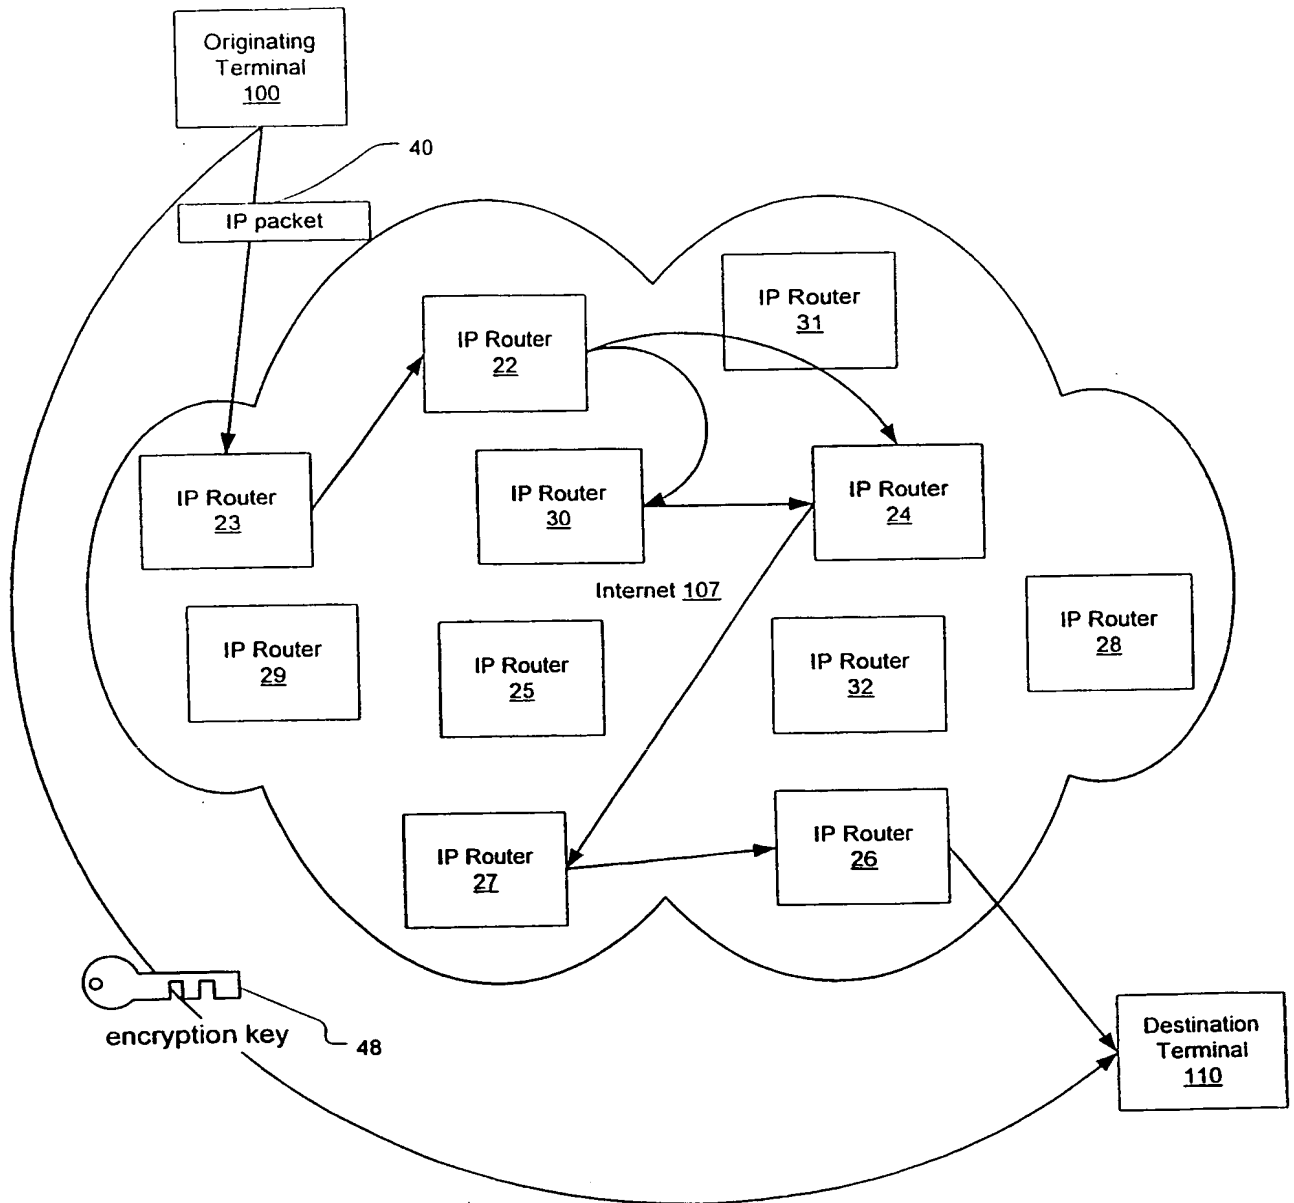 Originating
Terminal
100
40
IP packet
IP Router
31
IP Router
22
IP Router
23
IP Router
30
IP Router
24
Internet 107
IP Router
29
IP Router
25
IP Router
32
IP Router
28
IP Router
27
IP Router
26
encryption key
48
Destination
Terminal
110